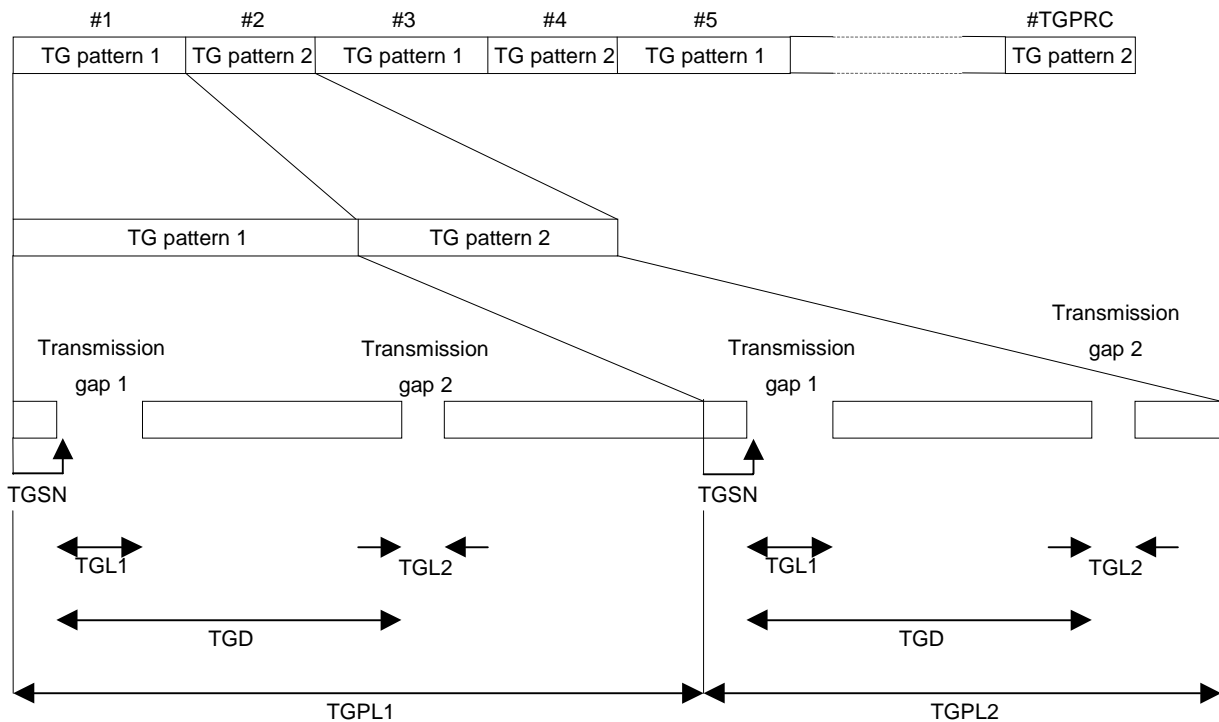 #1 #2 #3 #4 #5 #TGPRC
TG pattern 1 TG pattern 2 TG pattern 1 TG pattern 2 TG pattern 1 TG pattern 2
TG pattern 1 TG pattern 2
Transmission
gap 1
Transmission
gap 2
Transmission
gap 1
Transmission
gap 2
TGSN TGSN
TGL1 TGL2 TGL1 TGL2
TGD TGD
TGPL1 TGPL2